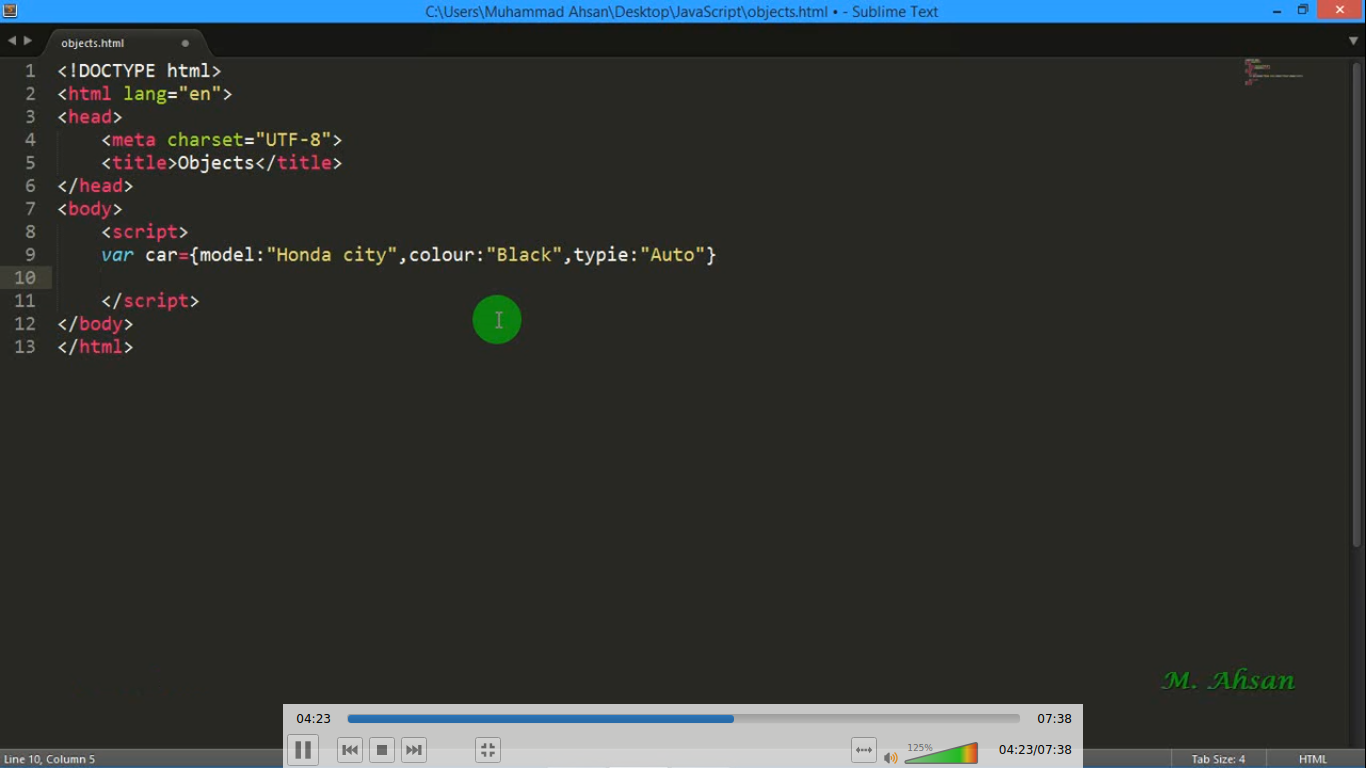 C:\Users\Muhammad Ahsan\Desktop\JavaScript\objects.html • - Sublime Text
objects.html
1 <!DOCTYPE html>
2 <html lang="en">
3 <head>
4 <meta charset="UTF-8">
5 <title>Objects</title>
6 </head>
7 <body>
8 <script>
9 var car={model:"Honda city",colour:"Black",typie:"Auto"}
10
11 </script>
12 </body>
13 </html>
M. Ahsan
04:23 07:38
125% 04:23/07:38
Line 10, Column 5 Tab Size: 4 HTML